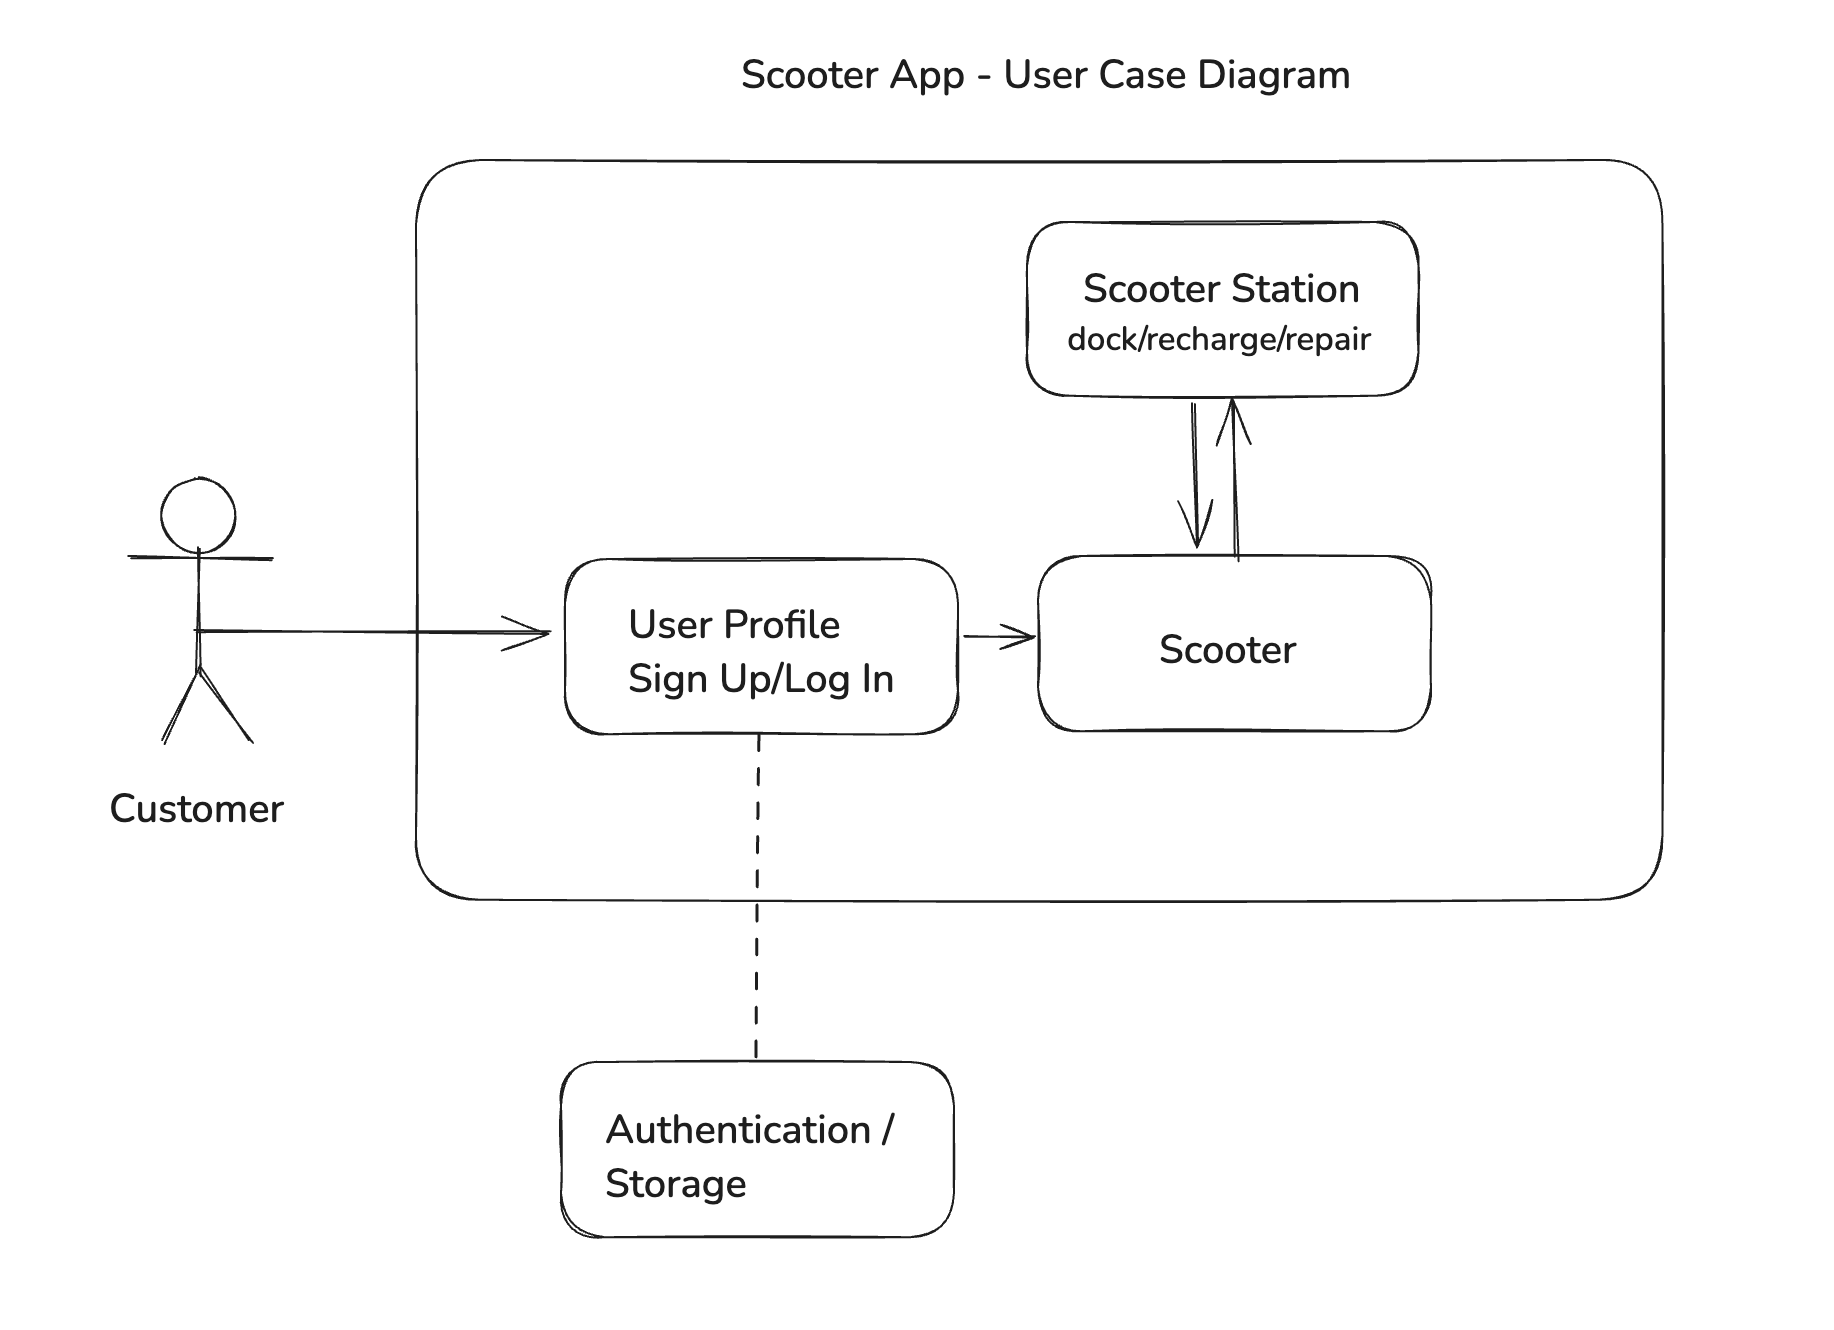 Scooter App - User Case Diagram
Scooter Station
dock/recharge/repair
User Profile
Sign Up/Log In
Scooter
Customer
Authentication /
Storage